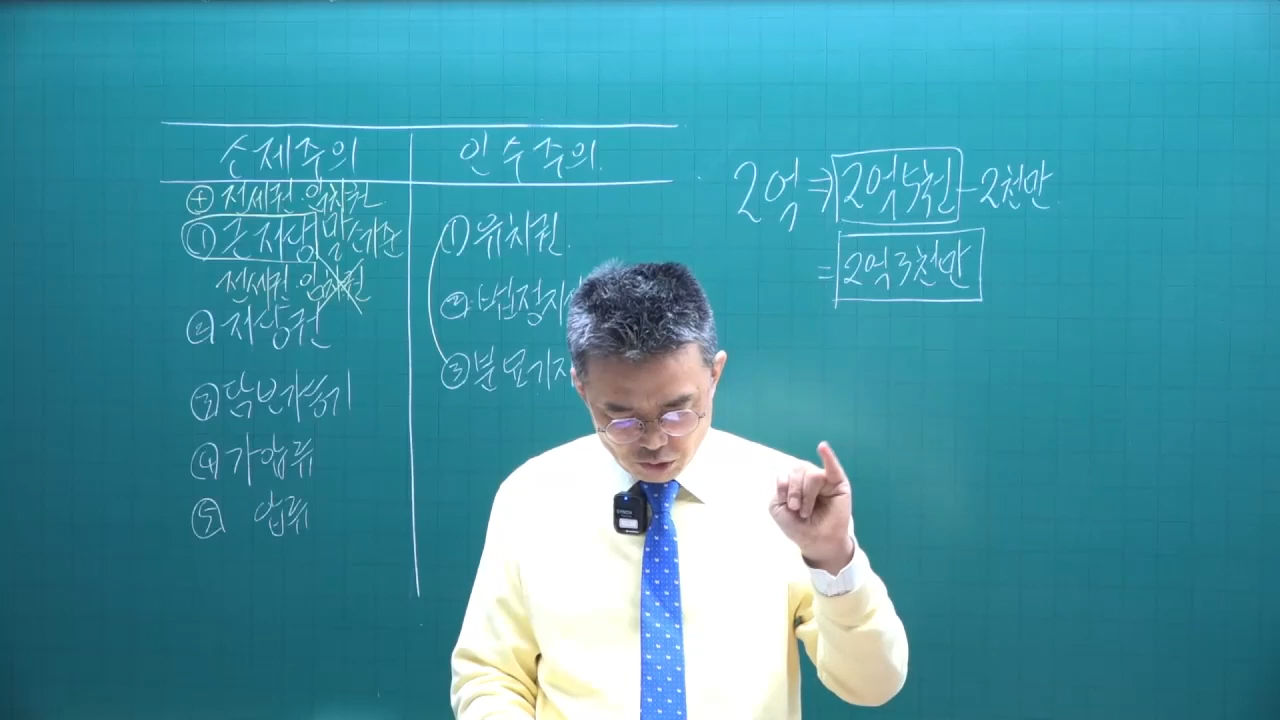 소제주의
인수주의.
⊕ 전세권. 임차권
① 근저당 말소기준
전세권. 임차권
② 저당권
③ 담보가등기
④ 가압류
⑤ 압류
① 유치권.
② 법정지
③ 분묘기지
2억 ⇒ 2억5천 - 2천만
= 2억3천만